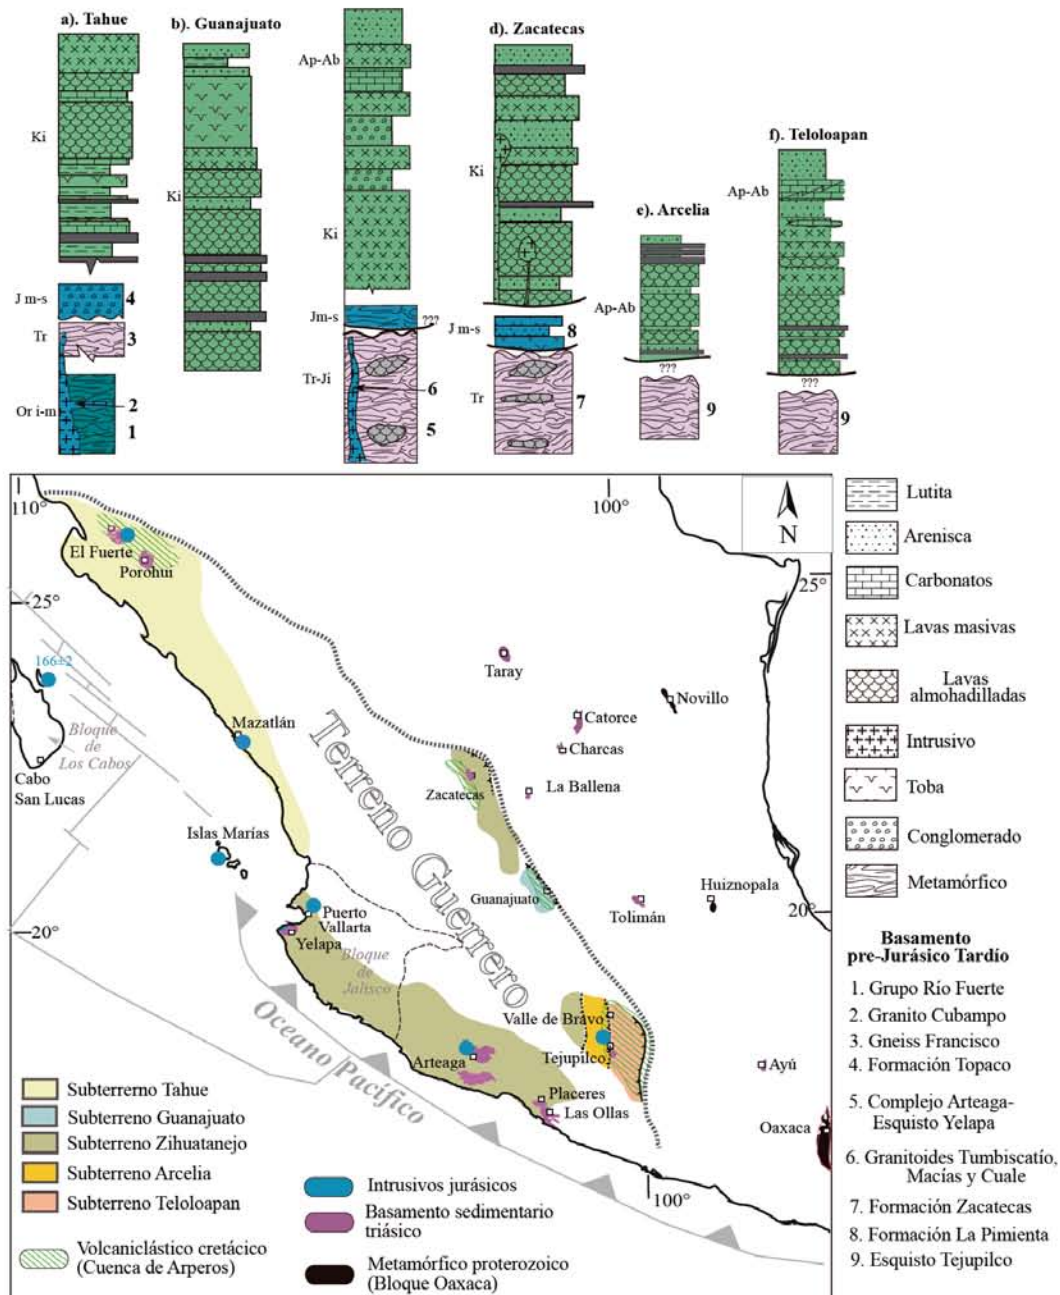 a). Tahue
b). Guanajuato
d). Zacatecas
f). Teloloapan
e). Arcelia
Ki
J m-s
Tr
Or i-m
4
3
2
1
Ki
Ap-Ab
Ki
Jm-s
???
Tr-Ji
6
5
Ki
J m-s
8
Tr
7
Ap-Ab
???
9
Ap-Ab
???
9
110°
100°
N
El Fuerte
Porohui
25°
25°
166±2
Taray
Novillo
Catorce
Charcas
Bloque
de
Los Cabos
Mazatlán
Cabo
San Lucas
Zacatecas
La Ballena
Terreno Guerrero
Islas Marías
Guanajuato
Huiznopala
Tolimán
20°
20°
Puerto
Vallarta
Yelapa
Bloque
de
Jalisco
Valle de Bravo
Tejupilco
Arteaga
Ayú
Placeres
Las Ollas
Oaxaca
Oceano Pacífico
100°
Subterremo Tahue
Subterreno Guanajuato
Subterreno Zihuatanejo
Subterreno Arcelia
Subterreno Teloloapan
Volcaniclástico cretácico
(Cuenca de Arperos)
Intrusivos jurásicos
Basamento sedimentario
triásico
Metamórfico proterozoico
(Bloque Oaxaca)
Lutita
Arenisca
Carbonatos
Lavas masivas
Lavas
almohadilladas
Intrusivo
Toba
Conglomerado
Metamórfico
Basamento
pre-Jurásico Tardío
1. Grupo Río Fuerte
2. Granito Cubampo
3. Gneiss Francisco
4. Formación Topaco
5. Complejo Arteaga-
Esquisto Yelapa
6. Granitoides Tumbiscatío,
Macías y Cuale
7. Formación Zacatecas
8. Formación La Pimienta
9. Esquisto Tejupilco